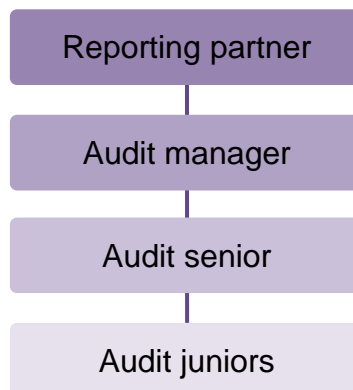 Reporting partner
Audit manager
Audit senior
Audit juniors